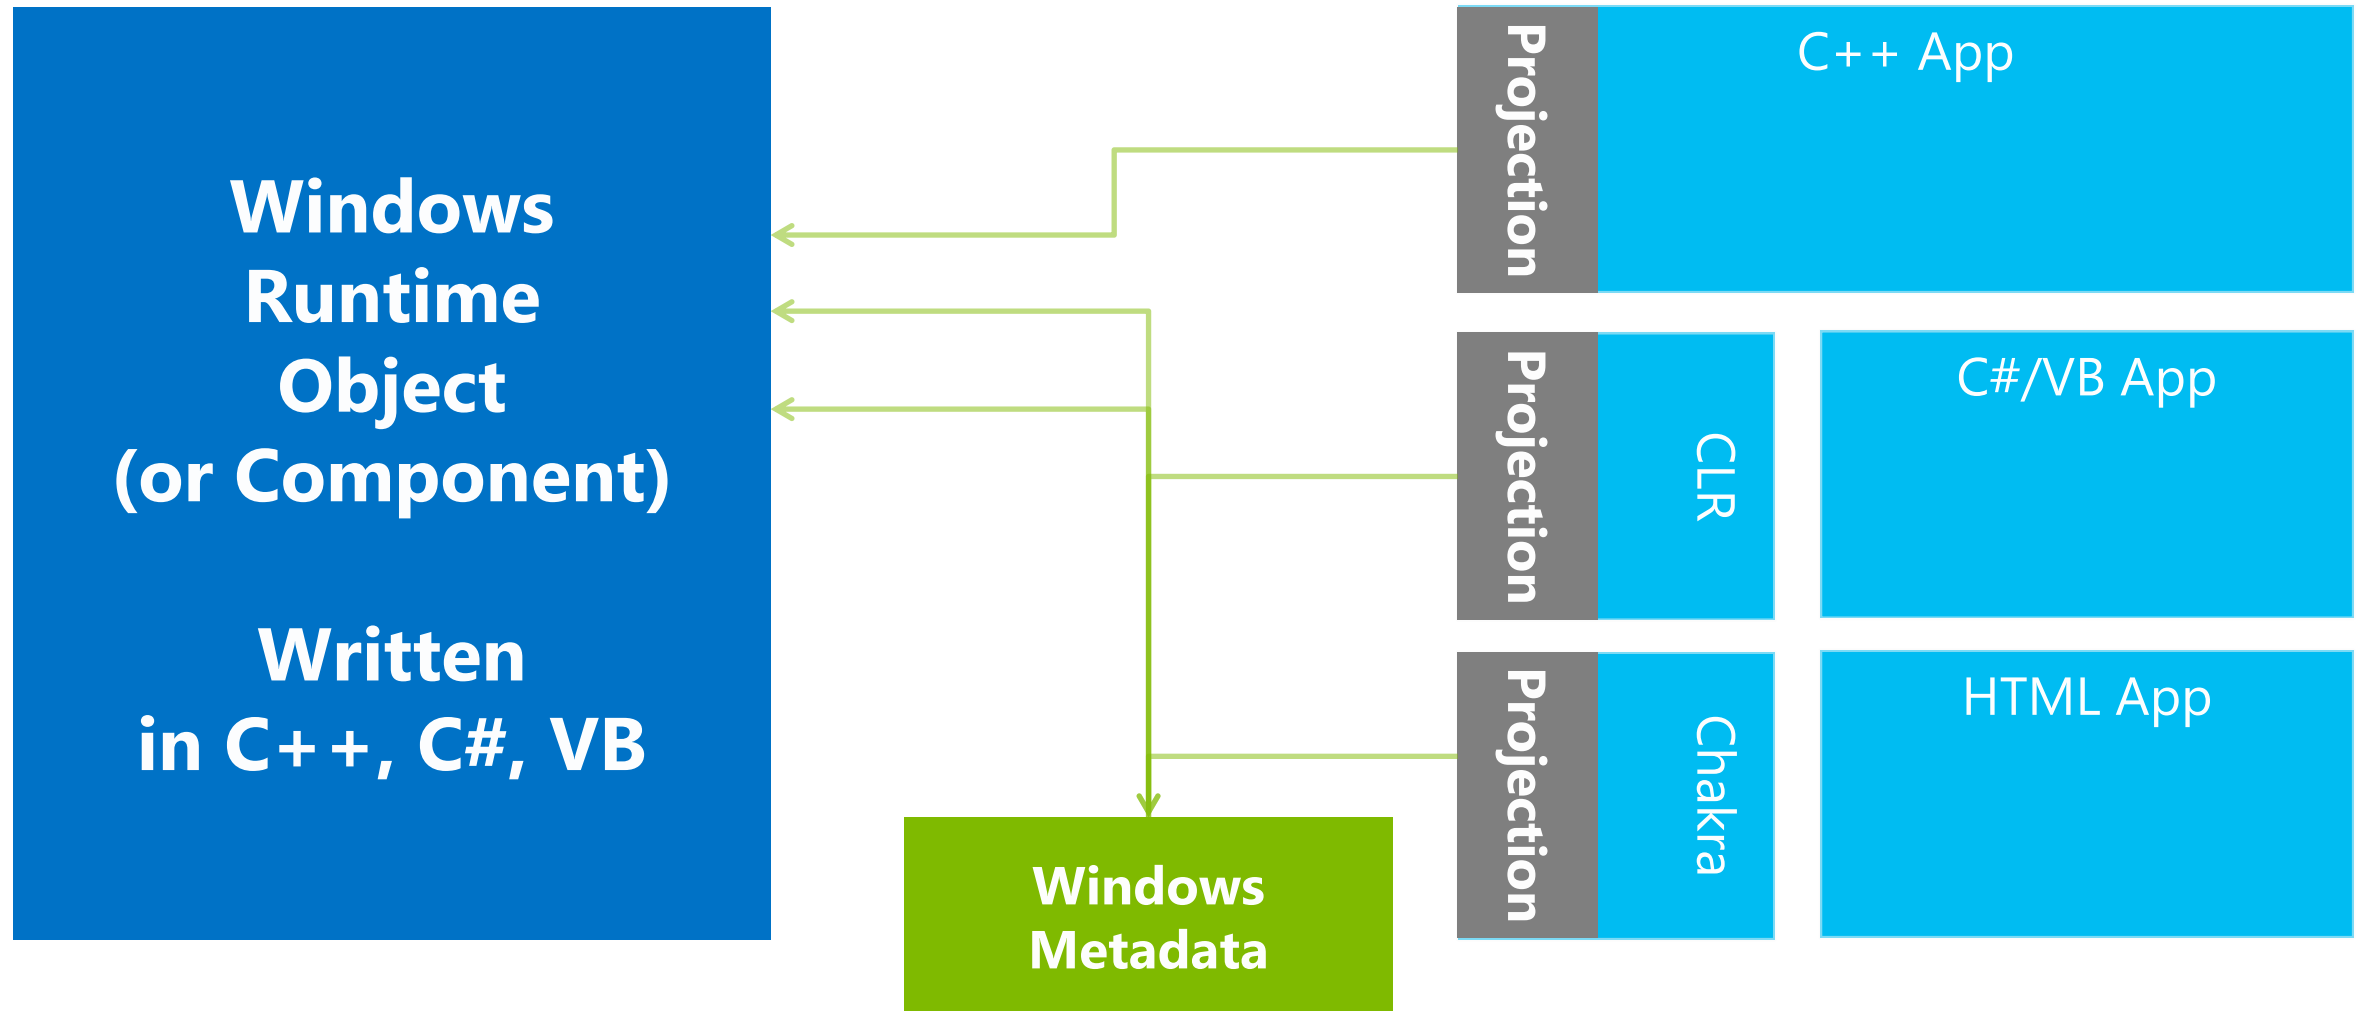 Windows
Runtime
Object
(or Component)
Written
in C++, C#, VB
Projection
C++ App
Projection
CLR
C#/VB App
Projection
Chakra
HTML App
Windows
Metadata